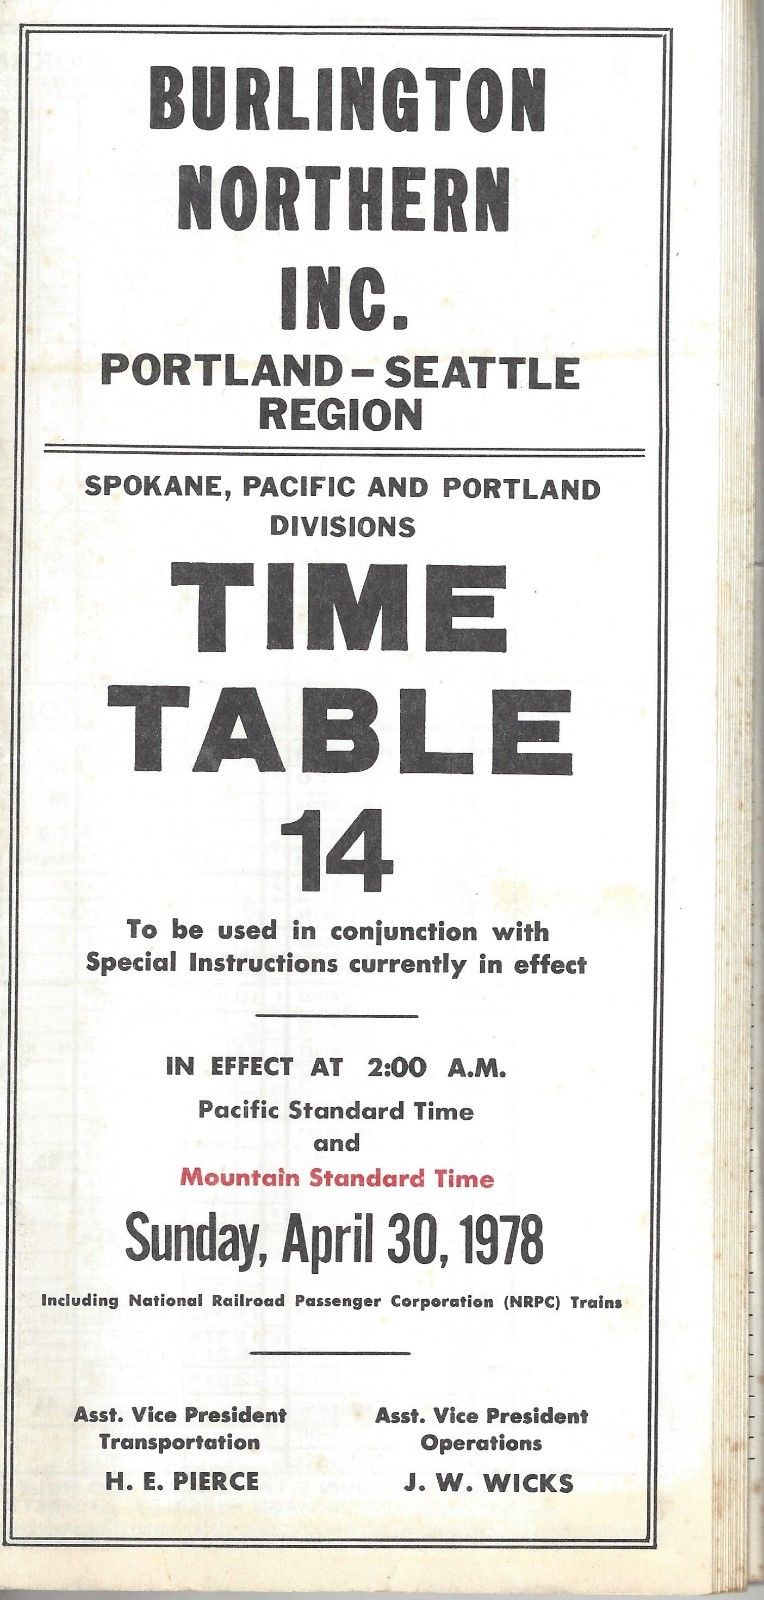 BURLINGTON
NORTHERN
INC.
PORTLAND – SEATTLE
REGION
SPOKANE, PACIFIC AND PORTLAND
DIVISIONS
TIME
TABLE
14
To be used in conjunction with
Special Instructions currently in effect
IN EFFECT AT 2:00 A.M.
Pacific Standard Time
and
Mountain Standard Time
Sunday, April 30, 1978
Including National Railroad Passenger Corporation (NRPC) Trains
Asst. Vice President
Transportation
H. E. PIERCE
Asst. Vice President
Operations
J. W. WICKS